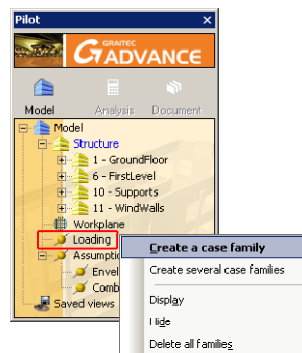 Pilot
GRAITEC
ADVANCE
Model Analysis Document
Model
Structure
1 - GroundFloor
6 - FirstLevel
10 - Supports
11 - WindWalls
Workplane
Loading
Create a case family
Assumptio
Create several case families
Envel
Comb
Display
Saved views
Hide
Delete all families